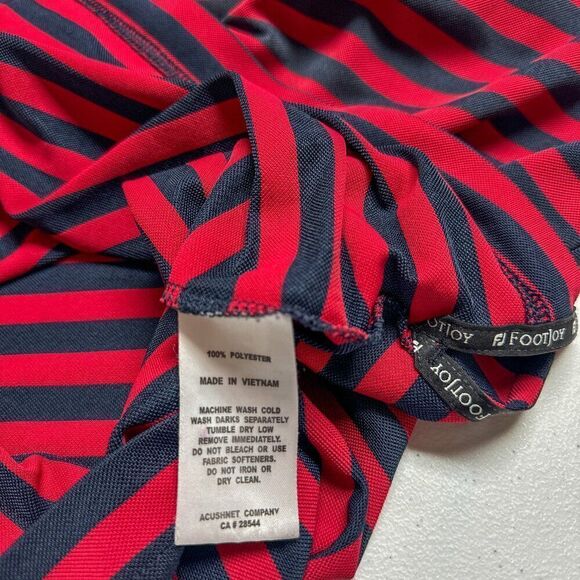 100% POLYESTER
MADE IN VIETNAM
MACHINE WASH COLD
WASH DARKS SEPARATELY
TUMBLE DRY LOW
REMOVE IMMEDIATELY.
DO NOT BLEACH OR USE
FABRIC SOFTENERS.
DO NOT IRON OR
DRY CLEAN.
ACUSHNET COMPANY
CA # 28544
FOOTJOY
FJ FOOTJOY
FOOTJOY